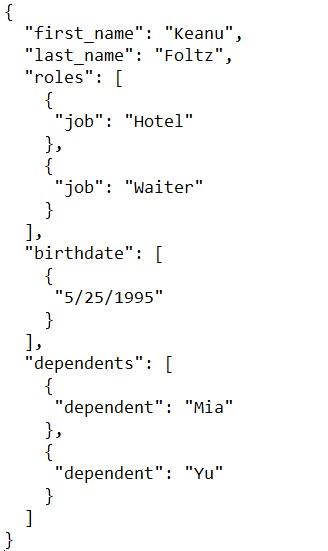 {
  "first_name": "Keanu",
  "last_name": "Foltz",
  "roles": [
    {
     "job": "Hotel"
    },
    {
     "job": "Waiter"
    }
  ],
  "birthdate": [
    {
     "5/25/1995"
    }
  ],
  "dependents": [
    {
     "dependent": "Mia"
    },
    {
     "dependent": "Yu"
    }
  ]
}